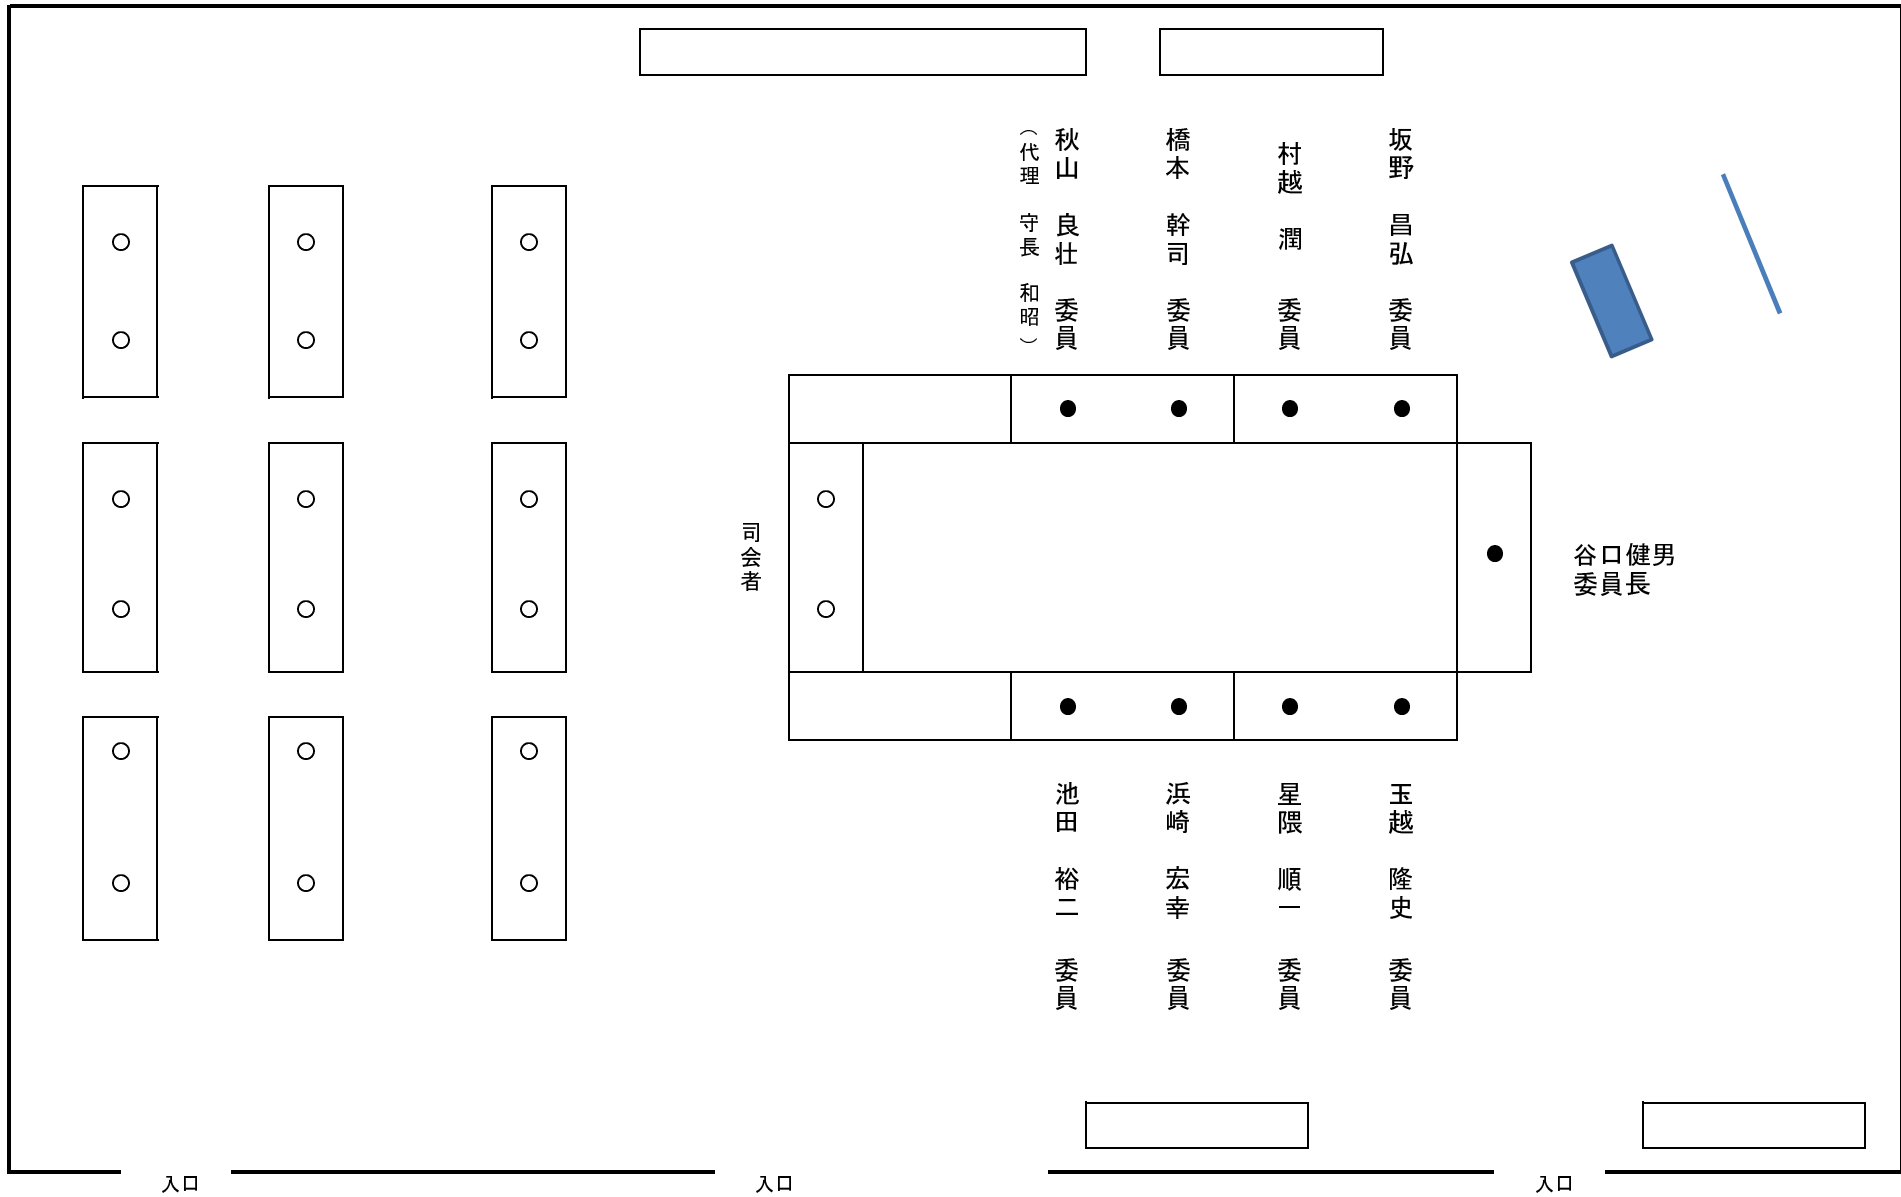 坂野 昌弘 委員
村越 潤 委員
橋本 幹司 委員
秋山 良壮 委員
（代理 守長 和昭）
司会者
谷口健男
委員長
玉越 隆史 委員
星隈 順一 委員
浜崎 宏幸 委員
池田 裕二 委員
入口
入口
入口